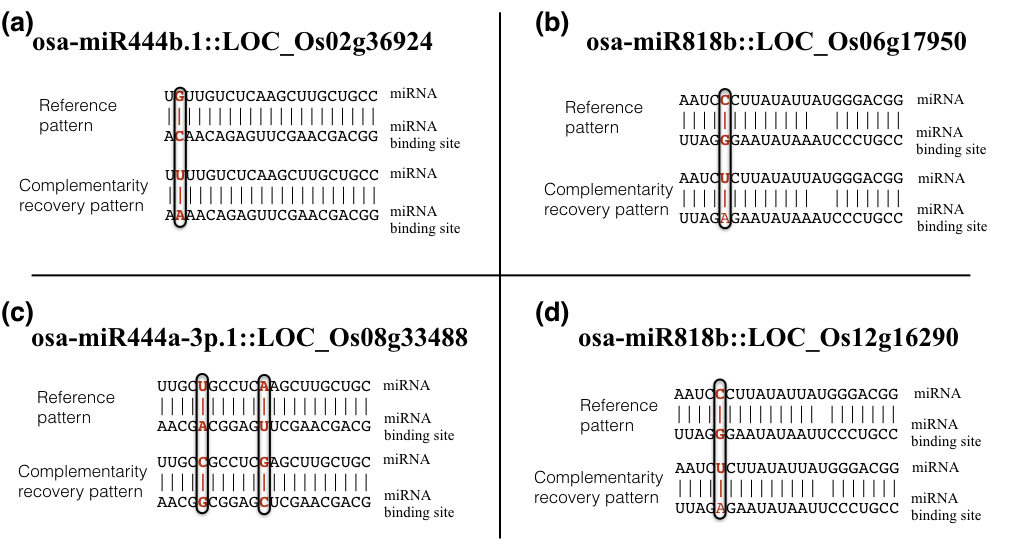 (a)
osa-miR444b.1::LOC_Os02g36924
Reference
pattern
UGUUGUCUCAAGCUUGCUGCC miRNA
ACAACAGAGUUCGAACGACGG miRNA
binding site
Complementarity
recovery pattern
UUUUGUCUCAAGCUUGCUGCC miRNA
AAAACAGAGUUCGAACGACGG miRNA
binding site
(b)
osa-miR818b::LOC_Os06g17950
Reference
pattern
AAUCCCUUAUAUUAUGGGACGG miRNA
UUAGGGAAUAUAAAUCCCUGCC miRNA
binding site
Complementarity
recovery pattern
AAUCUCUUAUAUUAUGGGACGG miRNA
UUAGAGAAUAUAAAUCCCUGCC miRNA
binding site
(c)
osa-miR444a-3p.1::LOC_Os08g33488
Reference
pattern
UUGCUGCCUCAAGCUUGCUGC miRNA
AACGACGGAGUUCGAACGACG miRNA
binding site
Complementarity
recovery pattern
UUGCCGCCUCGAGCUUGCUGC miRNA
AACGGCGGAGCUCGAACGACG miRNA
binding site
(d)
osa-miR818b::LOC_Os12g16290
Reference
pattern
AAUCCCUUAUAUUAUGGGACGG miRNA
UUAGGGAAUAUAAUUCCCUGCC miRNA
binding site
Complementarity
recovery pattern
AAUCUCUUAUAUUAUGGGACGG miRNA
UUAGAGAAUAUAAUUCCCUGCC miRNA
binding site